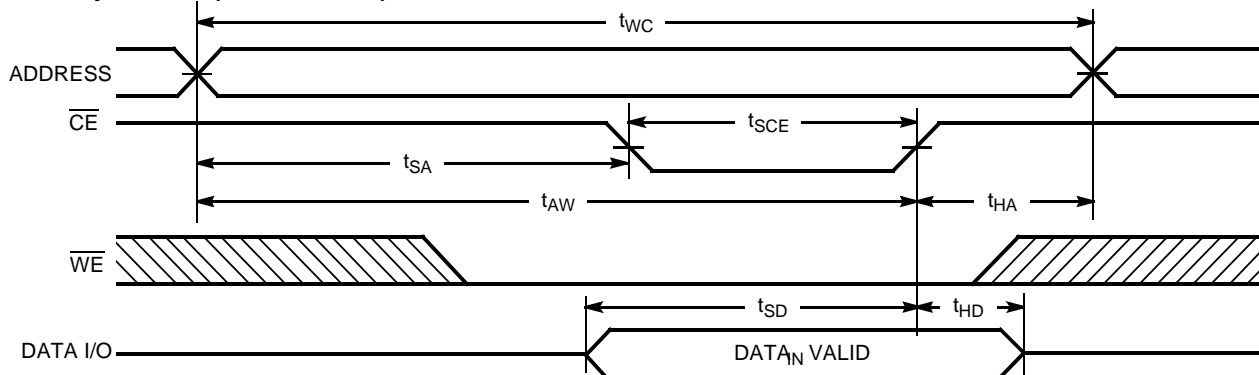 tWC
ADDRESS
CE
tSCE
tSA
tAW
tHA
WE
tSD
tHD
DATA I/O
DATAIN VALID